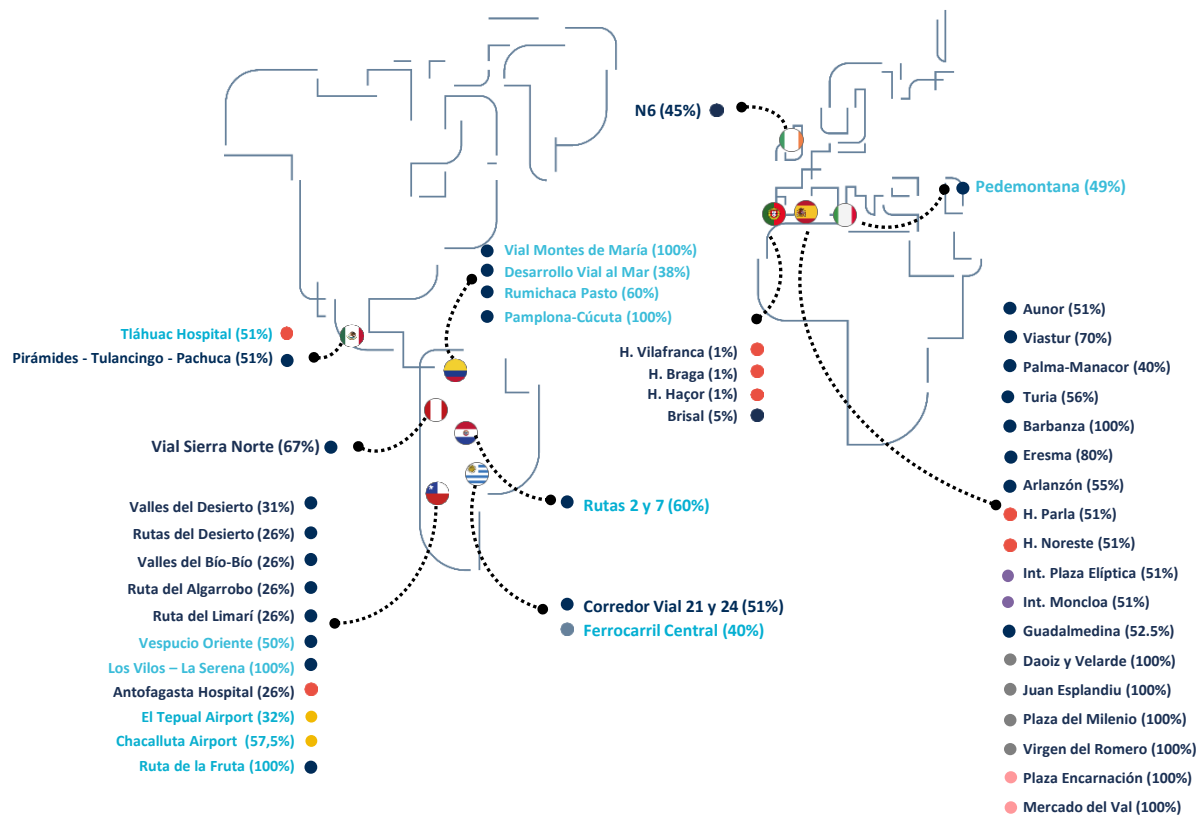 N6 (45%)
Pedemontana (49%)
Vial Montes de María (100%)
Desarrollo Vial al Mar (38%)
Rumichaca Pasto (60%)
Pamplona-Cúcuta (100%)
Tláhuac Hospital (51%)
Pirámides - Tulancingo - Pachuca (51%)
H. Vilafranca (1%)
H. Braga (1%)
H. Haçor (1%)
Brisal (5%)
Vial Sierra Norte (67%)
Rutas 2 y 7 (60%)
Valles del Desierto (31%)
Rutas del Desierto (26%)
Valles del Bío-Bío (26%)
Ruta del Algarrobo (26%)
Ruta del Limarí (26%)
Vespucio Oriente (50%)
Los Vilos – La Serena (100%)
Antofagasta Hospital (26%)
El Tepual Airport (32%)
Chacalluta Airport (57,5%)
Ruta de la Fruta (100%)
Corredor Vial 21 y 24 (51%)
Ferrocarril Central (40%)
Aunor (51%)
Viastur (70%)
Palma-Manacor (40%)
Turia (56%)
Barbanza (100%)
Eresma (80%)
Arlanzón (55%)
H. Parla (51%)
H. Noreste (51%)
Int. Plaza Elíptica (51%)
Int. Moncloa (51%)
Guadalmedina (52.5%)
Daoiz y Velarde (100%)
Juan Esplandiu (100%)
Plaza del Milenio (100%)
Virgen del Romero (100%)
Plaza Encarnación (100%)
Mercado del Val (100%)